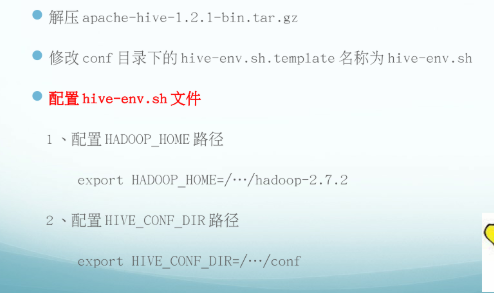 解压 apache-hive-1.2.1-bin.tar.gz
修改 conf 目录下的 hive-env.sh.template 名称为 hive-env.sh
配置 hive-env.sh 文件
1、配置 HADOOP_HOME 路径
export HADOOP_HOME=/…/hadoop-2.7.2
2、配置 HIVE_CONF_DIR 路径
export HIVE_CONF_DIR=/…/conf